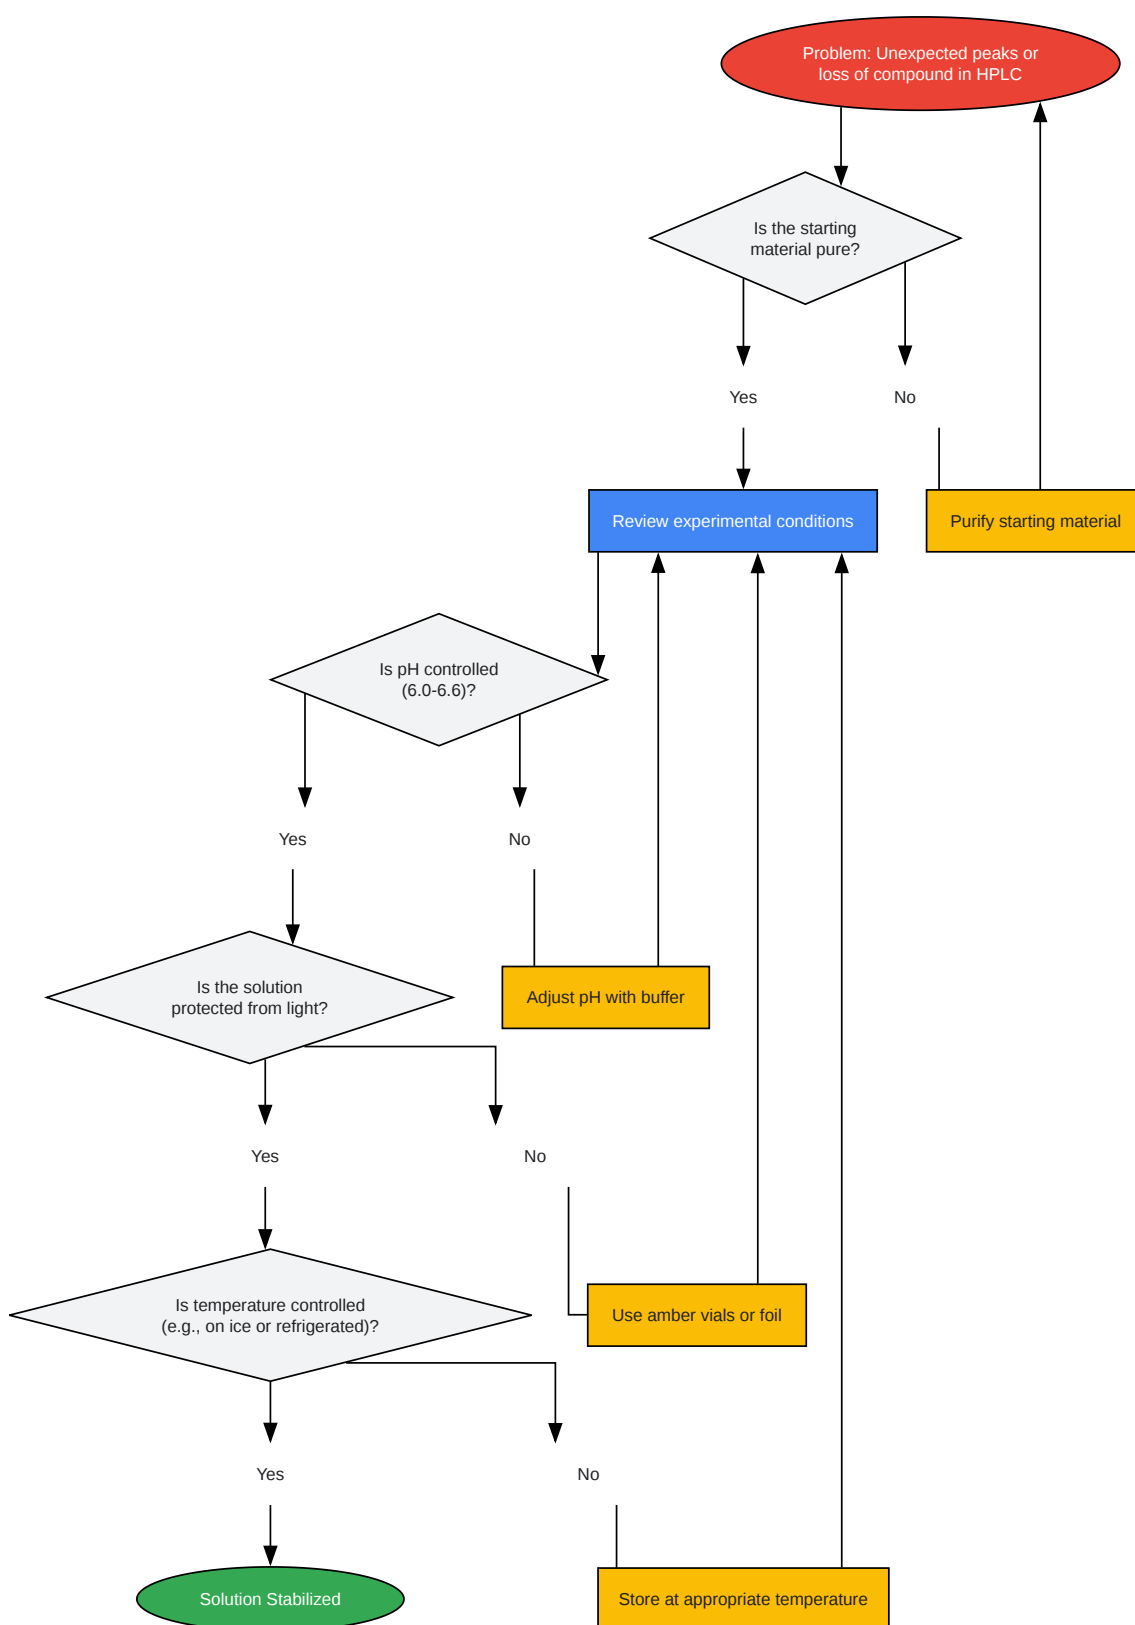 Problem: Unexpected peaks or
loss of compound in HPLC
Is the starting
material pure?
Yes
No
Review experimental conditions
Purify starting material
Is pH controlled
(6.0-6.6)?
Yes
No
Is the solution
protected from light?
Adjust pH with buffer
Yes
No
Is temperature controlled
(e.g., on ice or refrigerated)?
Use amber vials or foil
Yes
No
Solution Stabilized
Store at appropriate temperature